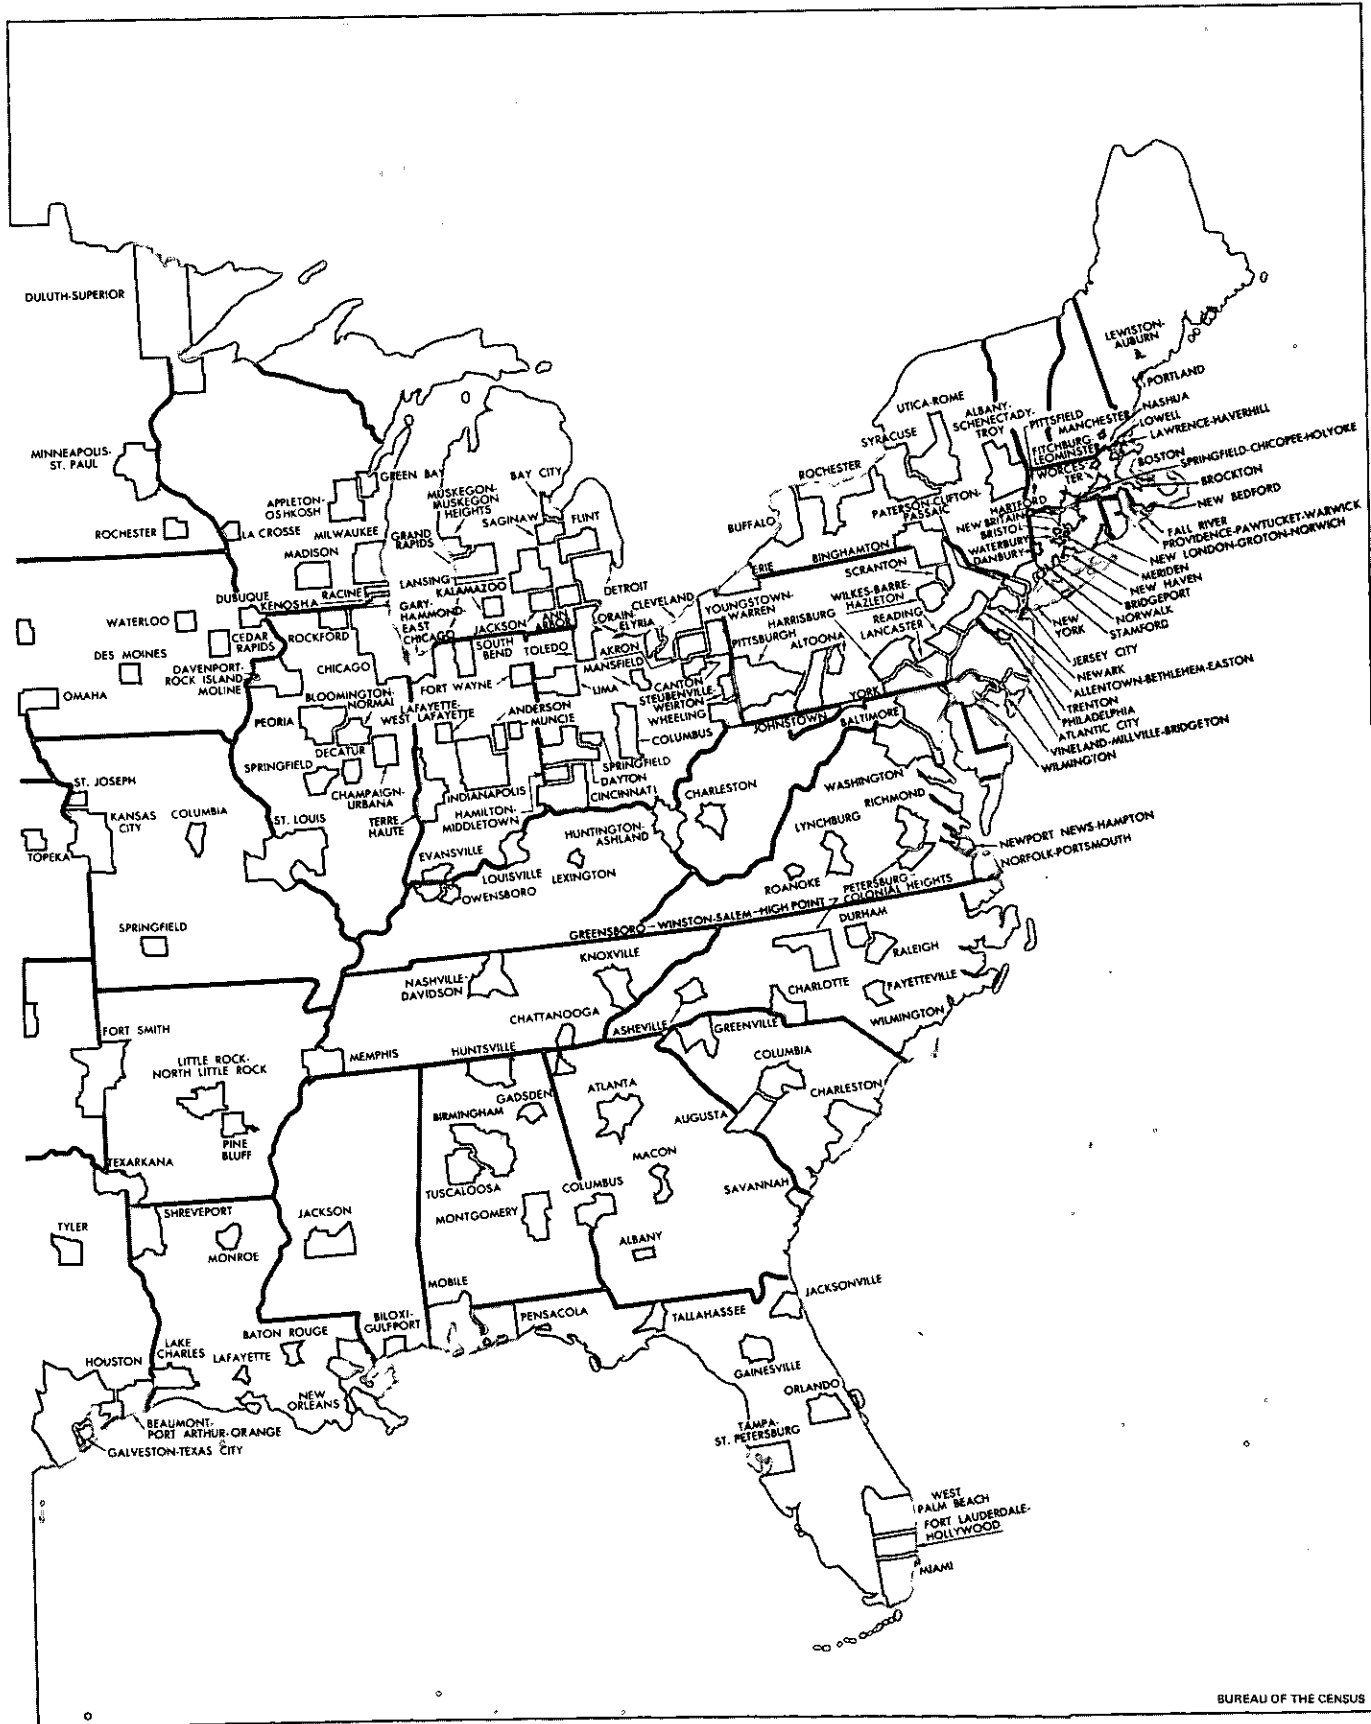 DULUTH-SUPERIOR
MINNEAPOLIS-
ST. PAUL
ROCHESTER
LA CROSSE
APPLETON-
OSHKOSH
GREEN BAY
MILWAUKEE
MADISON
RACINE
KENOSHA
MUSKEGON-
MUSKEGON
HEIGHTS
GRAND
RAPIDS
BAY CITY
SAGINAW
FLINT
LANSING
KALAMAZOO
DETROIT
JACKSON
ANN
ARBOR
GARY-
HAMMOND-
EAST
CHICAGO
DUBUQUE
WATERLOO
CEDAR
RAPIDS
DES MOINES
DAVENPORT-
ROCK ISLAND-
MOLINE
OMAHA
ROCKFORD
CHICAGO
SOUTH
BEND
TOLEDO
LORAIN-
ELYRIA
CLEVELAND
AKRON
YOUNGSTOWN-
WARREN
MANSFIELD
CANTON
STEUBENVILLE
WEIRTON
WHEELING
LIMA
FORT WAYNE
PEORIA
BLOOMINGTON-
NORMAL
LAFAYETTE-
WEST LAFAYETTE
ANDERSON
MUNCIE
COLUMBUS
SPRINGFIELD
DAYTON
DECATUR
SPRINGFIELD
CHAMPAIGN-
URBANA
INDIANAPOLIS
TERRE
HAUTE
HAMILTON-
MIDDLETOWN
CINCINNATI
LEWISTON-
AUBURN
PORTLAND
NASHUA
LOWELL
LAWRENCE-HAVERHILL
BOSTON
SPRINGFIELD-CHICOPEE-HOLYOKE
BROCKTON
NEW BEDFORD
FALL RIVER
PROVIDENCE-PAWTUCKET-WARWICK
NEW LONDON-GROTON-NORWICH
MERIDEN
NEW HAVEN
BRIDGEPORT
NORWALK
STAMFORD
NEW
YORK
JERSEY CITY
NEWARK
ALLENTOWN-BETHLEHEM-EASTON
TRENTON
PHILADELPHIA
ATLANTIC CITY
VINELAND-MILLVILLE-BRIDGETON
WILMINGTON
UTICA-ROME
ALBANY-
SCHENECTADY-
TROY
PITTSFIELD
MANCHESTER
FITCHBURG
LEOMINSTER
WORCES-
TER
SYRACUSE
ROCHESTER
BUFFALO
PATERSON-CLIFTON-
PASSAIC
HARTFORD
NEW BRITAIN
BRISTOL
WATERBURY
DANBURY
ERIE
BINGHAMTON
SCRANTON
WILKES-BARRE-
HAZLETON
HARRISBURG
READING
LANCASTER
PITTSBURGH
ALTOONA
YORK
JOHNSTOWN
BALTIMORE
WASHINGTON
RICHMOND
CHARLESTON
LYNCHBURG
NEWPORT NEWS-HAMPTON
NORFOLK-PORTSMOUTH
ROANOKE
PETERSBURG-
COLONIAL HEIGHTS
HUNTINGTON-
ASHLAND
ST. JOSEPH
KANSAS
CITY
COLUMBIA
ST. LOUIS
TOPEKA
EVANSVILLE
LOUISVILLE
LEXINGTON
OWENSBORO
SPRINGFIELD
GREENSBORO-WINSTON-SALEM-HIGH POINT
DURHAM
RALEIGH
NASHVILLE-
DAVIDSON
KNOXVILLE
CHARLOTTE
FAYETTEVILLE
CHATTANOOGA
ASHEVILLE
GREENVILLE
WILMINGTON
FORT SMITH
LITTLE ROCK-
NORTH LITTLE ROCK
MEMPHIS
HUNTSVILLE
COLUMBIA
CHARLESTON
GADSDEN
ATLANTA
BIRMINGHAM
AUGUSTA
PINE
BLUFF
TEXARKANA
MACON
TUSCALOOSA
COLUMBUS
SAVANNAH
SHREVEPORT
JACKSON
MONTGOMERY
TYLER
MONROE
ALBANY
MOBILE
JACKSONVILLE
BILOXI-
GULFPORT
PENSACOLA
TALLAHASSEE
LAKE
CHARLES
BATON ROUGE
HOUSTON
LAFAYETTE
GAINESVILLE
NEW
ORLEANS
ORLANDO
BEAUMONT-
PORT ARTHUR-ORANGE
GALVESTON-TEXAS CITY
TAMPA-
ST. PETERSBURG
WEST
PALM BEACH
FORT LAUDERDALE-
HOLLYWOOD
MIAMI
BUREAU OF THE CENSUS